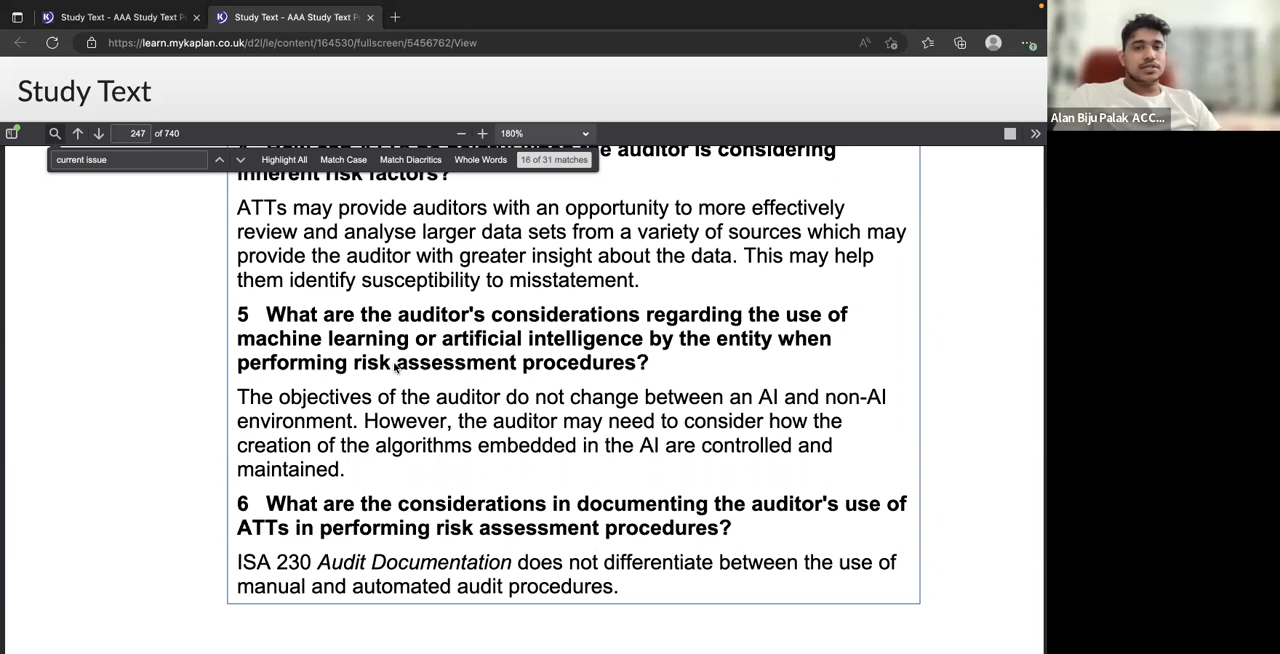 Study Text - AAA Study Text P
Study Text - AAA Study Text P
https://learn.mykaplan.co.uk/d2l/le/content/164530/fullscreen/5456762/View
Study Text
247 of 740
180%
current issue
Highlight All
Match Case
Match Diacritics
Whole Words
16 of 31 matches
the auditor is considering
inherent risk factors?
ATTs may provide auditors with an opportunity to more effectively
review and analyse larger data sets from a variety of sources which may
provide the auditor with greater insight about the data. This may help
them identify susceptibility to misstatement.
5 What are the auditor's considerations regarding the use of
machine learning or artificial intelligence by the entity when
performing risk assessment procedures?
The objectives of the auditor do not change between an AI and non-AI
environment. However, the auditor may need to consider how the
creation of the algorithms embedded in the AI are controlled and
maintained.
6 What are the considerations in documenting the auditor's use of
ATTs in performing risk assessment procedures?
ISA 230 Audit Documentation does not differentiate between the use of
manual and automated audit procedures.
Alan Biju Palak ACC...